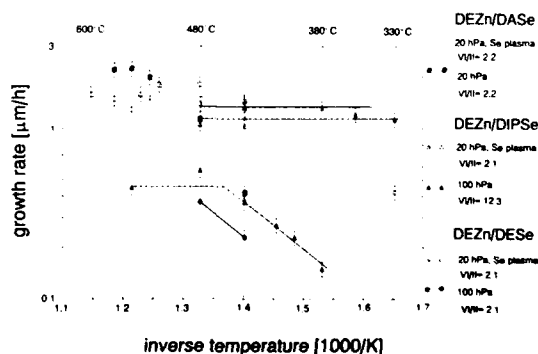 600°C 480°C 380°C 330°C
3
1
0.1
growth rate [µm/h]
1.1 1.2 1.3 1.4 1.5 1.6 1.7
inverse temperature [1000/K]
DEZn/DASe
20 hPa, Se plasma
VI/II= 2.2
20 hPa
VI/II= 2.2
DEZn/DIPSe
20 hPa, Se plasma
VI/II= 2.1
100 hPa
VI/II= 12.3
DEZn/DESe
20 hPa, Se plasma
VI/II= 2.1
100 hPa
VI/II= 2.1